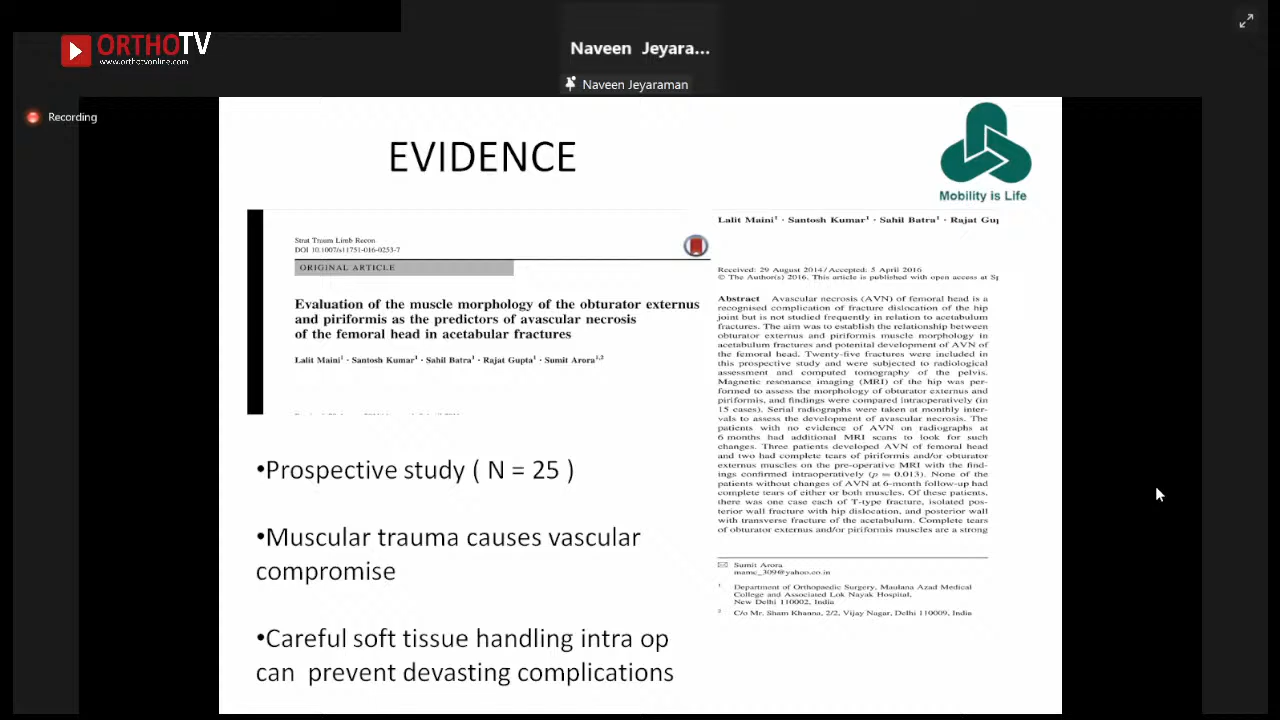 ORTHOTV
www.orthotvonline.com
Naveen Jeyara...
Naveen Jeyaraman
Recording
EVIDENCE
Mobility is Life
Strat Traum Limb Recon
DOI 10.1007/s11751-016-0253-7
ORIGINAL ARTICLE
Evaluation of the muscle morphology of the obturator externus
and piriformis as the predictors of avascular necrosis
of the femoral head in acetabular fractures
Lalit Maini¹ · Santosh Kumar¹ · Sahil Batra¹ · Rajat Gupta¹ · Sumit Arora¹,²
•Prospective study ( N = 25 )
•Muscular trauma causes vascular
compromise
•Careful soft tissue handling intra op
can prevent devasting complications
Lalit Maini¹ · Santosh Kumar¹ · Sahil Batra¹ · Rajat Gup
Received: 29 August 2014 / Accepted: 5 April 2016
© The Author(s) 2016. This article is published with open access at Sp
Abstract Avascular necrosis (AVN) of femoral head is a
recognised complication of fracture dislocation of the hip
joint but is not studied frequently in relation to acetabulum
fractures. The aim was to establish the relationship between
obturator externus and piriformis muscle morphology in
acetabulum fractures and potenital development of AVN of
the femoral head. Twenty-five fractures were included in
this prospective study and were subjected to radiological
assessment and computed tomography of the pelvis.
Magnetic resonance imaging (MRI) of the hip was per-
formed to assess the morphology of obturator externus and
piriformis, and findings were compared intraoperatively (in
15 cases). Serial radiographs were taken at monthly inter-
vals to assess the development of avascular necrosis. The
patients with no evidence of AVN on radiographs at
6 months had additional MRI scans to look for such
changes. Three patients developed AVN of femoral head
and two had complete tears of piriformis and/or obturator
externus muscles on the pre-operative MRI with the find-
ings confirmed intraoperatively (p = 0.013). None of the
patients without changes of AVN at 6-month follow-up had
complete tears of either or both muscles. Of these patients,
there was one case each of T-type fracture, isolated pos-
terior wall fracture with hip dislocation, and posterior wall
with transverse fracture of the acetabulum. Complete tears
of obturator externus and/or piriformis muscles are a strong
Sumit Arora
mamc_309@yahoo.co.in
¹ Department of Orthopaedic Surgery, Maulana Azad Medical
College and Associated Lok Nayak Hospital,
New Delhi 110002, India
² C/o Mr. Sham Khanna, 2/2, Vijay Nagar, Delhi 110009, India